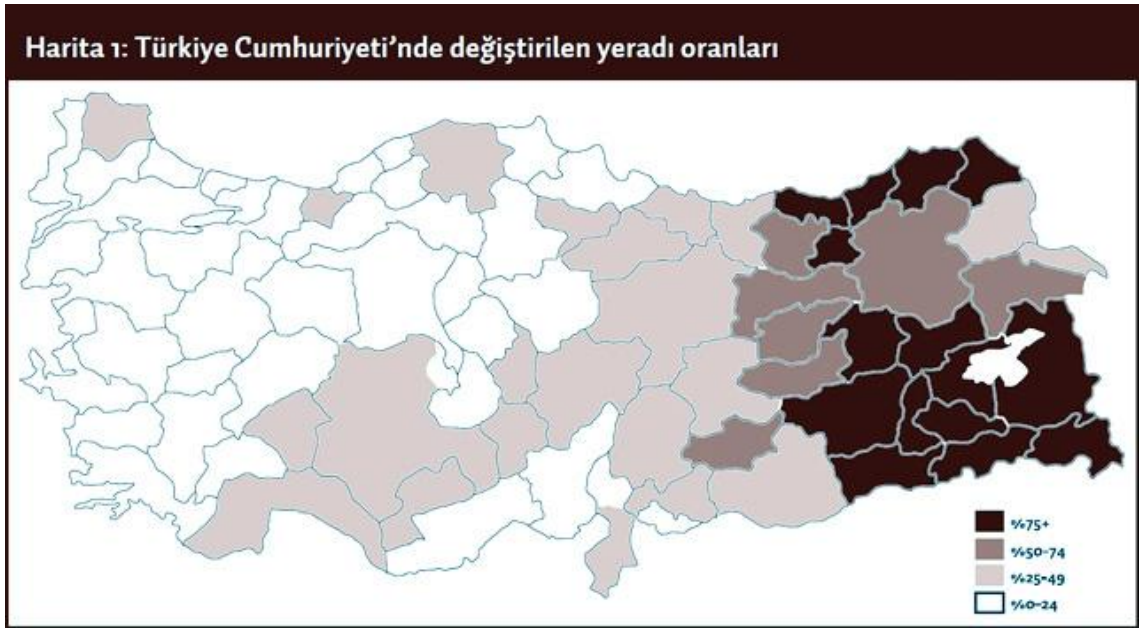 Harita 1: Türkiye Cumhuriyeti’nde değiştirilen yeradı oranları
%75+
%50-74
%25-49
%0-24